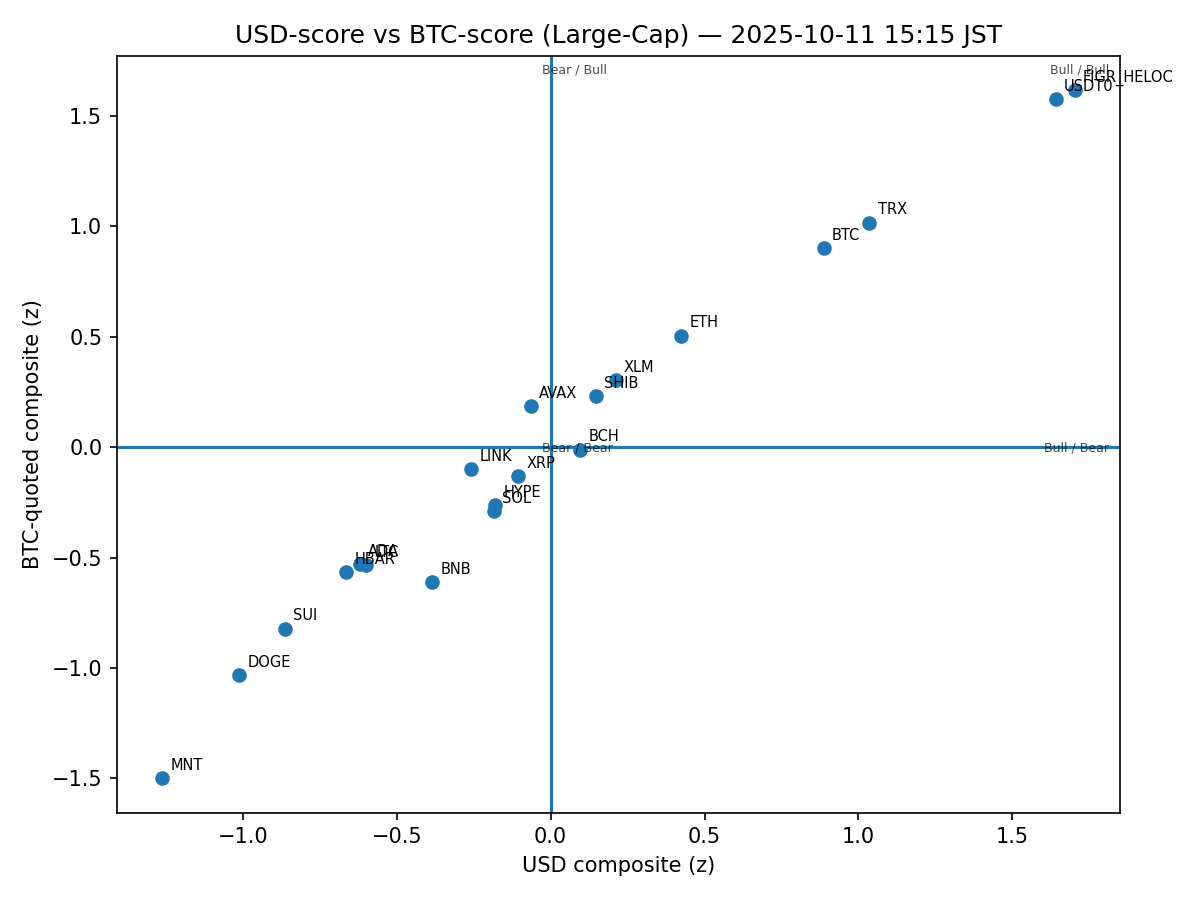 USD-score vs BTC-score (Large-Cap) — 2025-10-11 15:15 JST
Bear / Bull
Bull / Bull
FIGR_HELOC
USDT0
1.5
TRX
1.0
BTC
BTC-quoted composite (z)
ETH
0.5
XLM
SHIB
AVAX
BCH
0.0
Bear / Bear
Bull / Bear
LINK
XRP
HYPE
SOL
−0.5
ADA
LTC
HBAR
BNB
SUI
−1.0
DOGE
MNT
−1.5
−1.0
−0.5
0.0
0.5
1.0
1.5
USD composite (z)